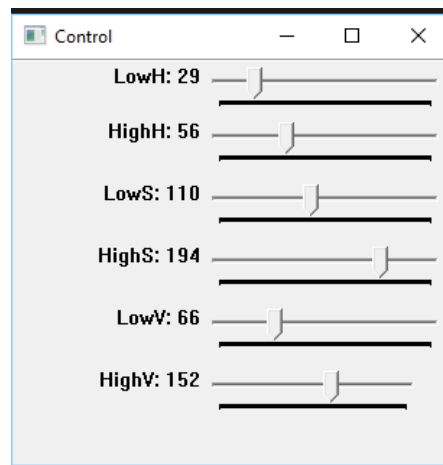 Control
LowH: 29
HighH: 56
LowS: 110
HighS: 194
LowV: 66
HighV: 152